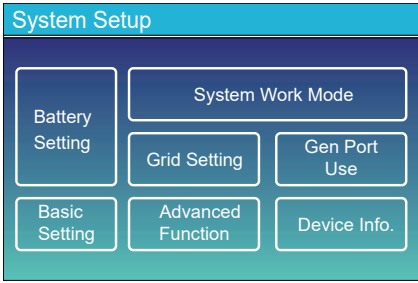 System Setup
Battery
Setting
System Work Mode
Grid Setting
Gen Port
Use
Basic
Setting
Advanced
Function
Device Info.